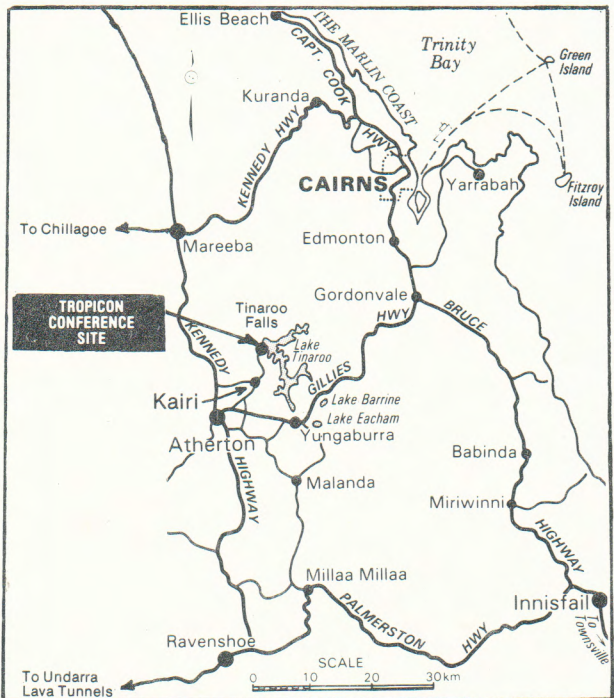 Ellis Beach
THE MARLIN COAST
CAPT. COOK
HWY.
Trinity
Bay
Green
Island
Kuranda
KENNEDY HWY
CAIRNS
Yarrabah
Fitzroy
Island
To Chillagoe
Mareeba
Edmonton
Gordonvale
TROPICON
CONFERENCE
SITE
Tinaroo
Falls
Lake
Tinaroo
KENNEDY
HIGHWAY
GILLIES
HWY
BRUCE
HIGHWAY
Kairi
Lake Barrine
Lake Eacham
Atherton
Yungaburra
Babinda
Malanda
Miriwinni
Millaa Millaa
PALMERSTON
HWY
Innisfail
To
Townsville
Ravenshoe
SCALE
0 10 20 30km
To Undarra
Lava Tunnels